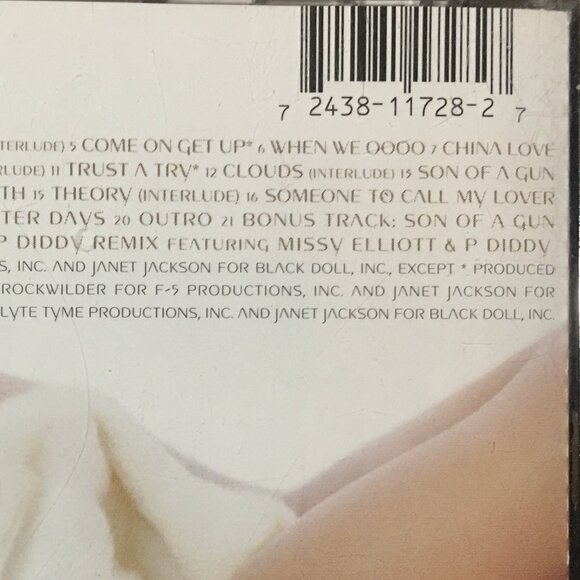 7 2438-11728-2 7
INTERLUDE) 5 COME ON GET UP* 6 WHEN WE OOOO 7 CHINA LOVE
RLUDE) 11 TRUST A TRY* 12 CLOUDS (INTERLUDE) 13 SON OF A GUN
TH 15 THEORY (INTERLUDE) 16 SOMEONE TO CALL MY LOVER
TER DAYS 20 OUTRO 21 BONUS TRACK: SON OF A GUN
P DIDDY REMIX FEATURING MISSY ELLIOTT & P DIDDY
S, INC. AND JANET JACKSON FOR BLACK DOLL, INC., EXCEPT * PRODUCED
ROCKWILDER FOR F-5 PRODUCTIONS, INC. AND JANET JACKSON FOR
LYTE TYME PRODUCTIONS, INC. AND JANET JACKSON FOR BLACK DOLL, INC.